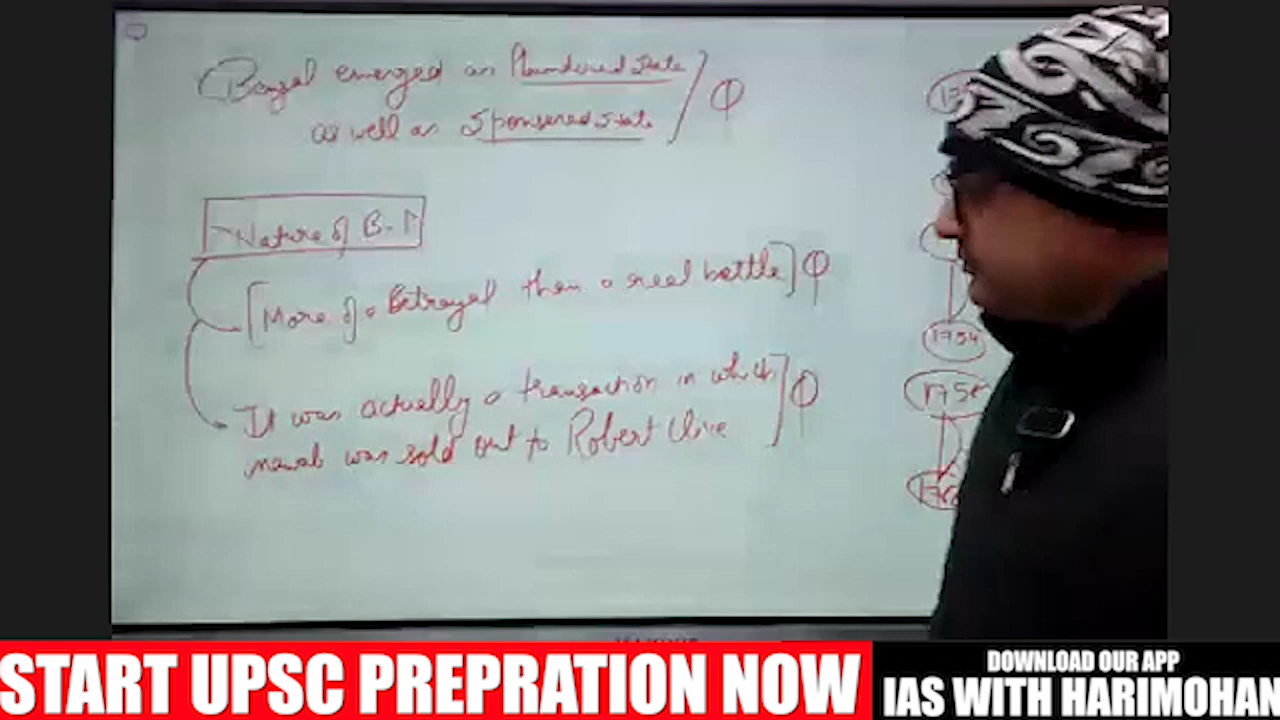 Bengal emerged as Plundered State
as well as Sponsered State
Nature of B.P
More of a Betrayal than a real battle
It was actually a transaction in which
nawab was sold out to Robert Clive
1754
START UPSC PREPRATION NOW
DOWNLOAD OUR APP
IAS WITH HARIMOHAN